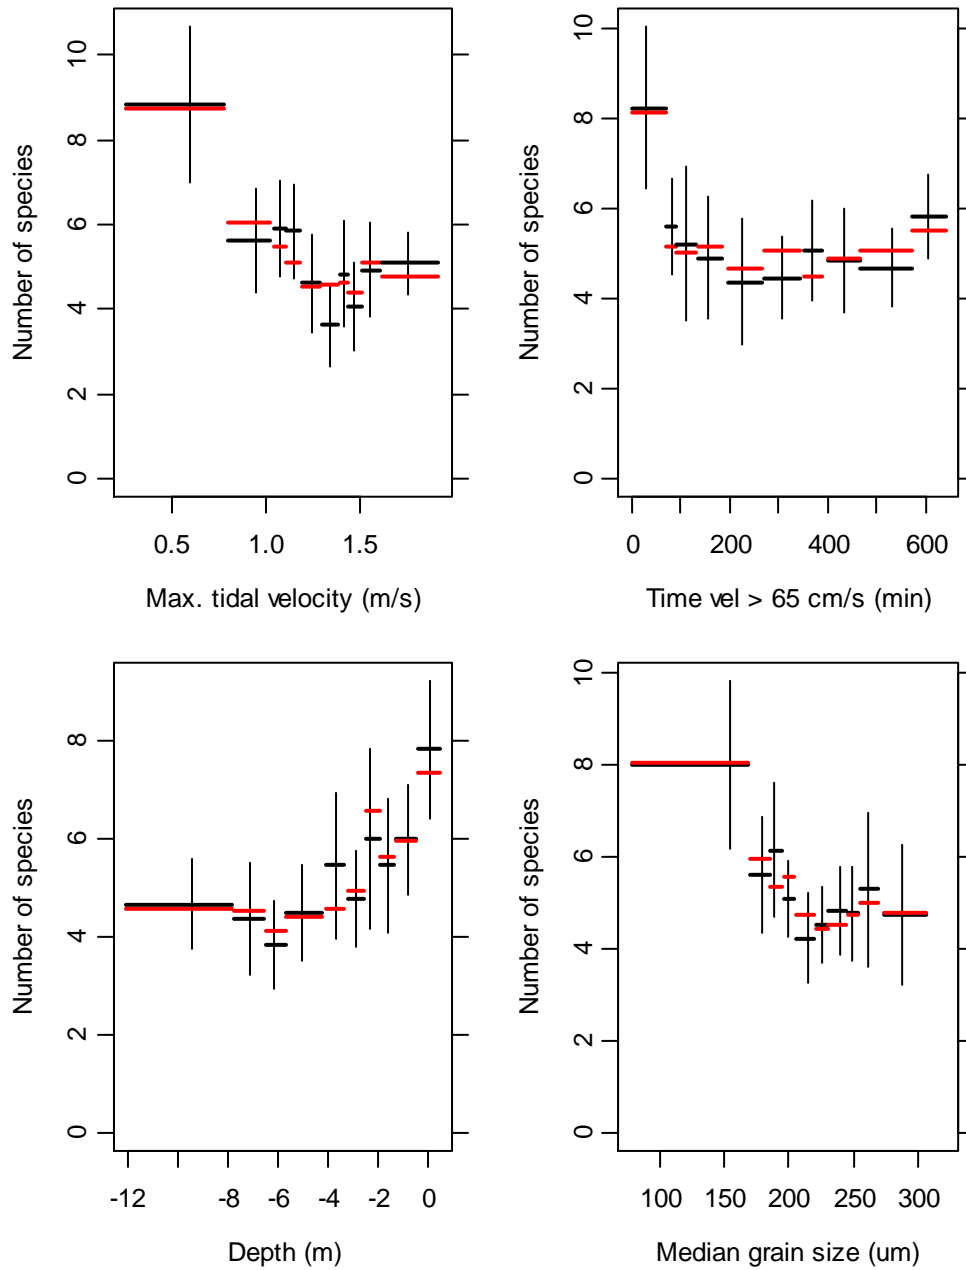 Number of species
0 2 4 6 8 10
0.5 1.0 1.5
Max. tidal velocity (m/s)
Number of species
0 2 4 6 8 10
0 200 400 600
Time vel > 65 cm/s (min)
Number of species
0 2 4 6 8
-12 -8 -6 -4 -2 0
Depth (m)
Number of species
0 2 4 6 8 10
100 150 200 250 300
Median grain size (um)